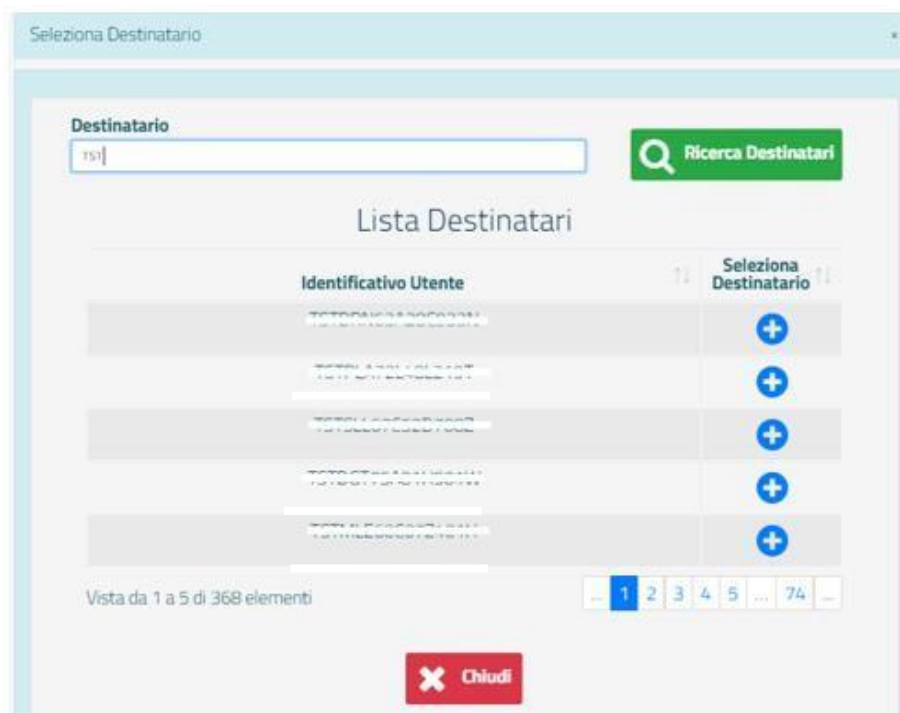 Seleziona Destinatario ×
Destinatario
TST
Ricerca Destinatari
Lista Destinatari
Identificativo Utente
Seleziona
Destinatario
Vista da 1 a 5 di 368 elementi
... 1 2 3 4 5 ... 74 ...
Chiudi